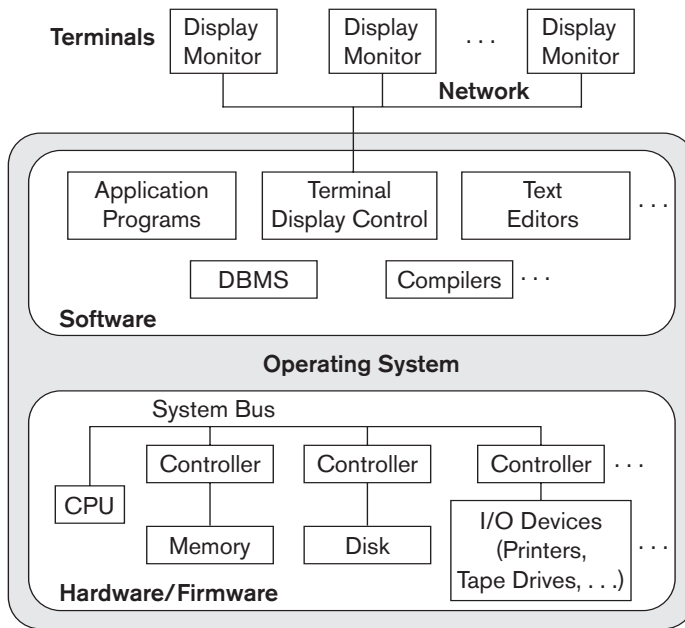 Terminals
Display
Monitor
Display
Monitor
. . .
Display
Monitor
Network
Application
Programs
Terminal
Display Control
Text
Editors
. . .
DBMS
Compilers
. . .
Software
Operating System
System Bus
Controller
Controller
Controller
. . .
CPU
Memory
Disk
I/O Devices
(Printers,
Tape Drives, . . .)
. . .
Hardware/Firmware